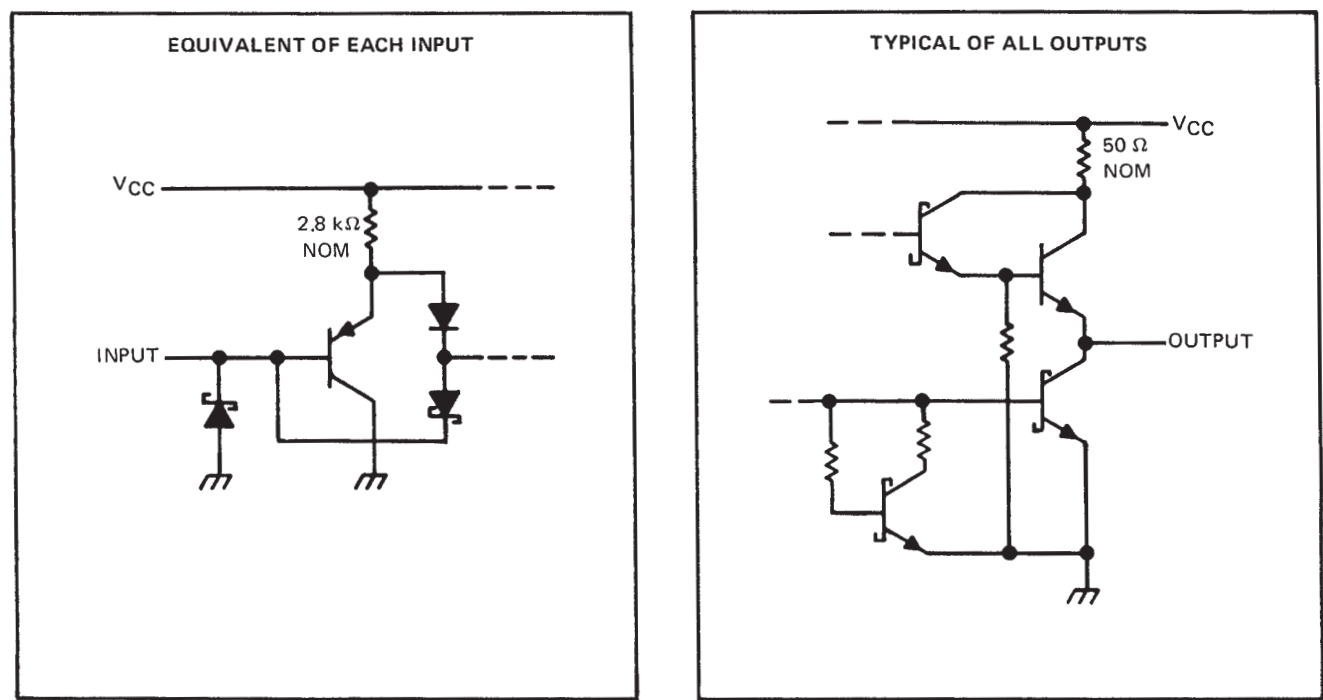 EQUIVALENT OF EACH INPUT
VCC
2.8 kΩ
NOM
INPUT
TYPICAL OF ALL OUTPUTS
VCC
50 Ω
NOM
OUTPUT